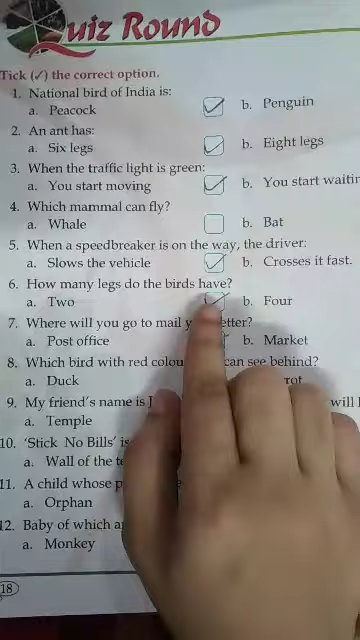 Quiz Round
Tick (✓) the correct option.
1. National bird of India is:
a. Peacock b. Penguin
2. An ant has:
a. Six legs b. Eight legs
3. When the traffic light is green:
a. You start moving b. You start
4. Which mammal can fly?
a. Whale b. Bat
5. When a speedbreaker is on the way, the driver:
a. Slows the vehicle b. Crosses it fast.
6. How many legs do the birds have?
a. Two b. Four
7. Where will you go to mail
a. Post office b. Market
8. Which bird with red can see behind?
a. Duck
9. My friend's name is will
a. Temple
10. 'Stick No Bills' is
a. Wall of the
11. A child whose
a. Orphan
12. Baby of which
a. Monkey
18